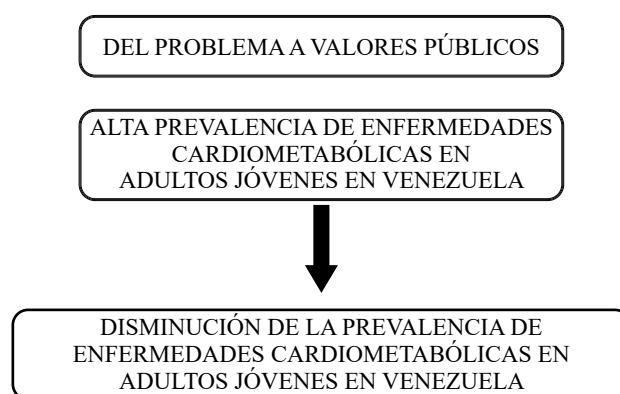 DEL PROBLEMA A VALORES PÚBLICOS
ALTA PREVALENCIA DE ENFERMEDADES
CARDIOMETABÓLICAS EN
ADULTOS JÓVENES EN VENEZUELA
DISMINUCIÓN DE LA PREVALENCIA DE
ENFERMEDADES CARDIOMETABÓLICAS EN
ADULTOS JÓVENES EN VENEZUELA